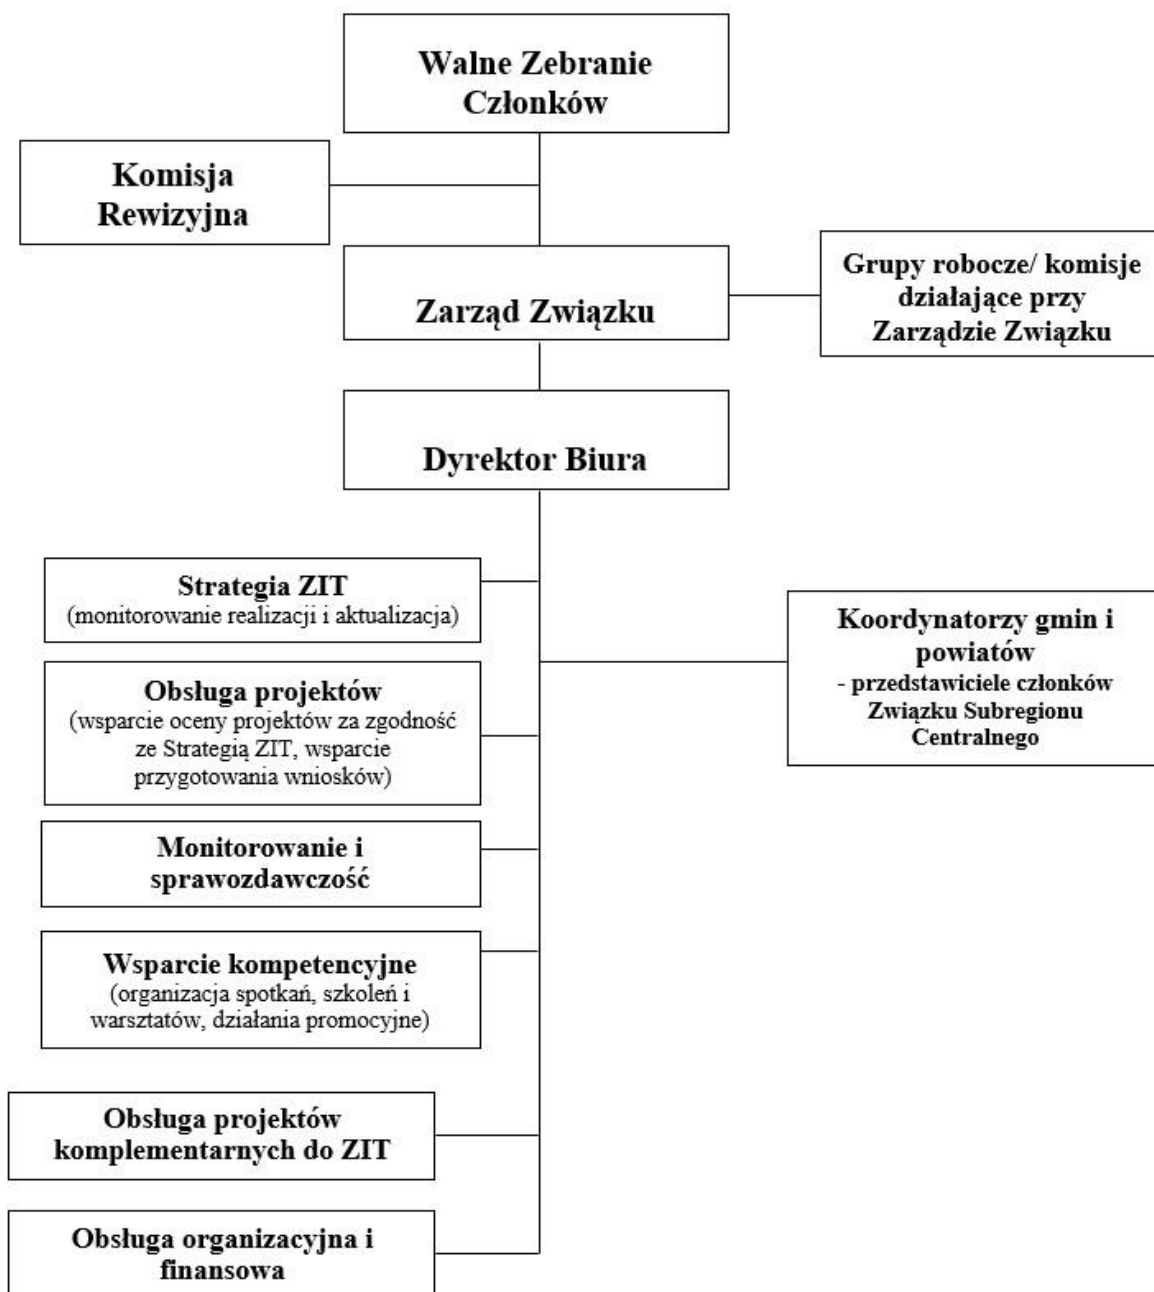 Walne Zebranie
Członków
Komisja
Rewizyjna
Grupy robocze/ komisje
działające przy
Zarządzie Związku
Zarząd Związku
Dyrektor Biura
Strategia ZIT
(monitorowanie realizacji i aktualizacja)
Koordynatorzy gmin i
powiatów
- przedstawiciele członków
Związku Subregionu
Centralnego
Obsługa projektów
(wsparcie oceny projektów za zgodność
ze Strategią ZIT, wsparcie
przygotowania wniosków)
Monitorowanie i
sprawozdawczość
Wsparcie kompetencyjne
(organizacja spotkań, szkoleń i
warsztatów, działania promocyjne)
Obsługa projektów
komplementarnych do ZIT
Obsługa organizacyjna i
finansowa